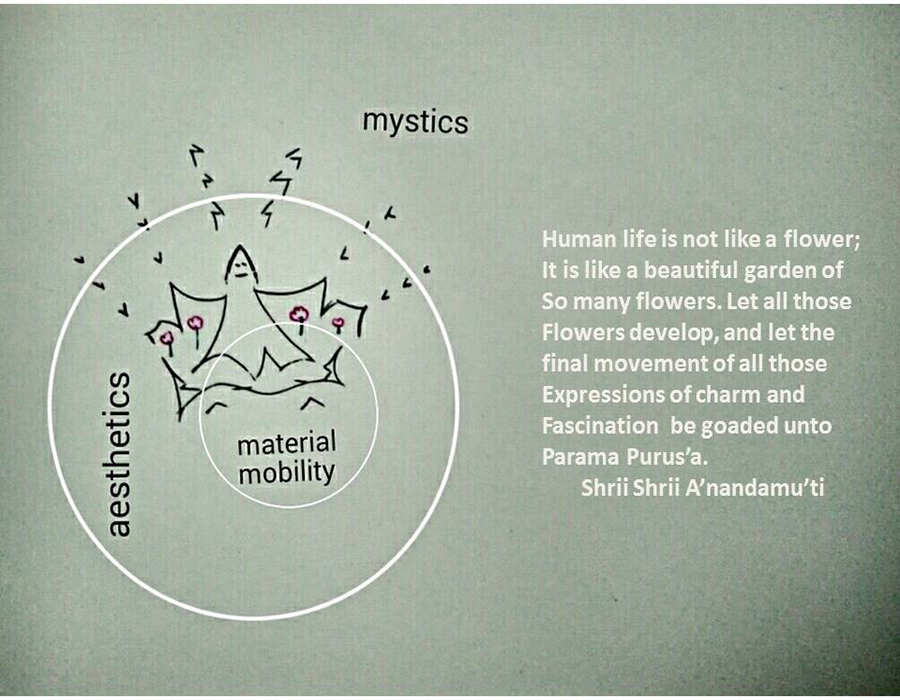 mystics
aesthetics
material
mobility
Human life is not like a flower;
It is like a beautiful garden of
So many flowers. Let all those
Flowers develop, and let the
final movement of all those
Expressions of charm and
Fascination  be goaded unto
Parama Purus’a.
Shrii Shrii A’nandamu’ti